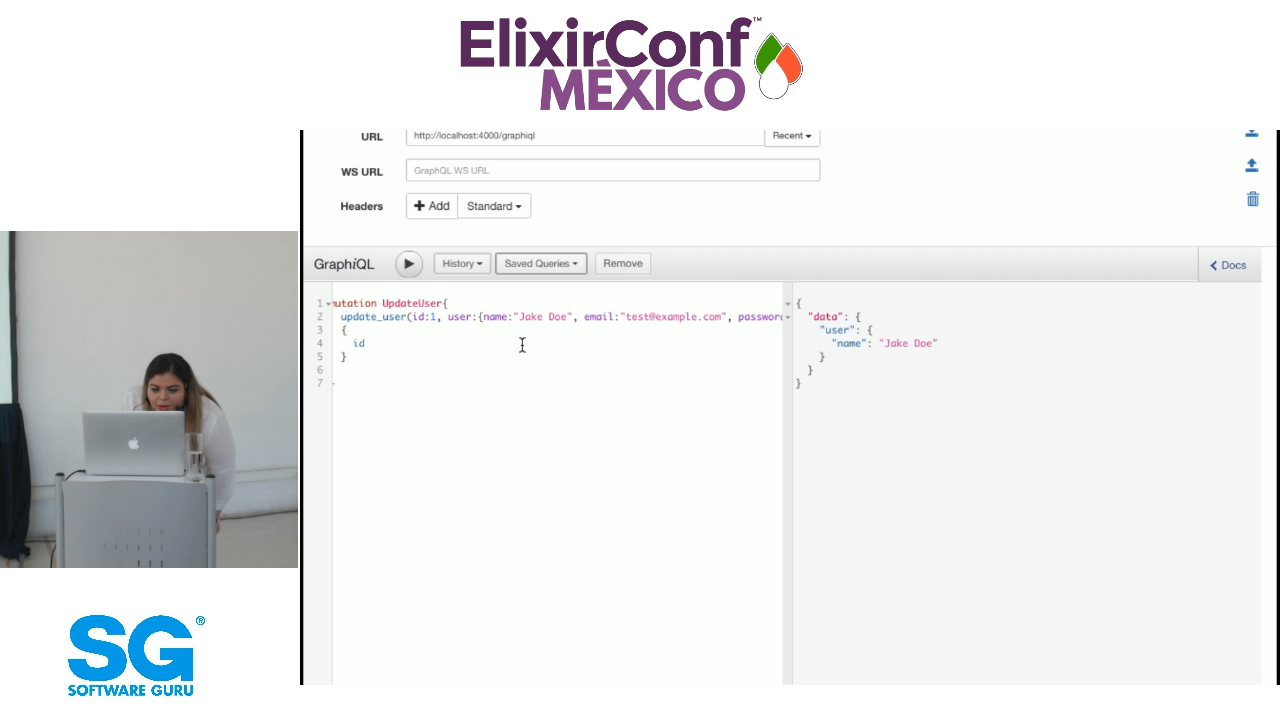 ElixirConf™
MÉXICO
URL
http://localhost:4000/graphiql
Recent
WS URL
GraphQL WS URL
Headers
Add
Standard
GraphiQL
History
Saved Queries
Remove
Docs
1 utation UpdateUser{
2 update_user(id:1, user:{name:"Jake Doe", email:"test@example.com", password
3 {
4 id
5 }
6
7
{
"data": {
"user": {
"name": "Jake Doe"
}
}
}
SG®
SOFTWARE GURU